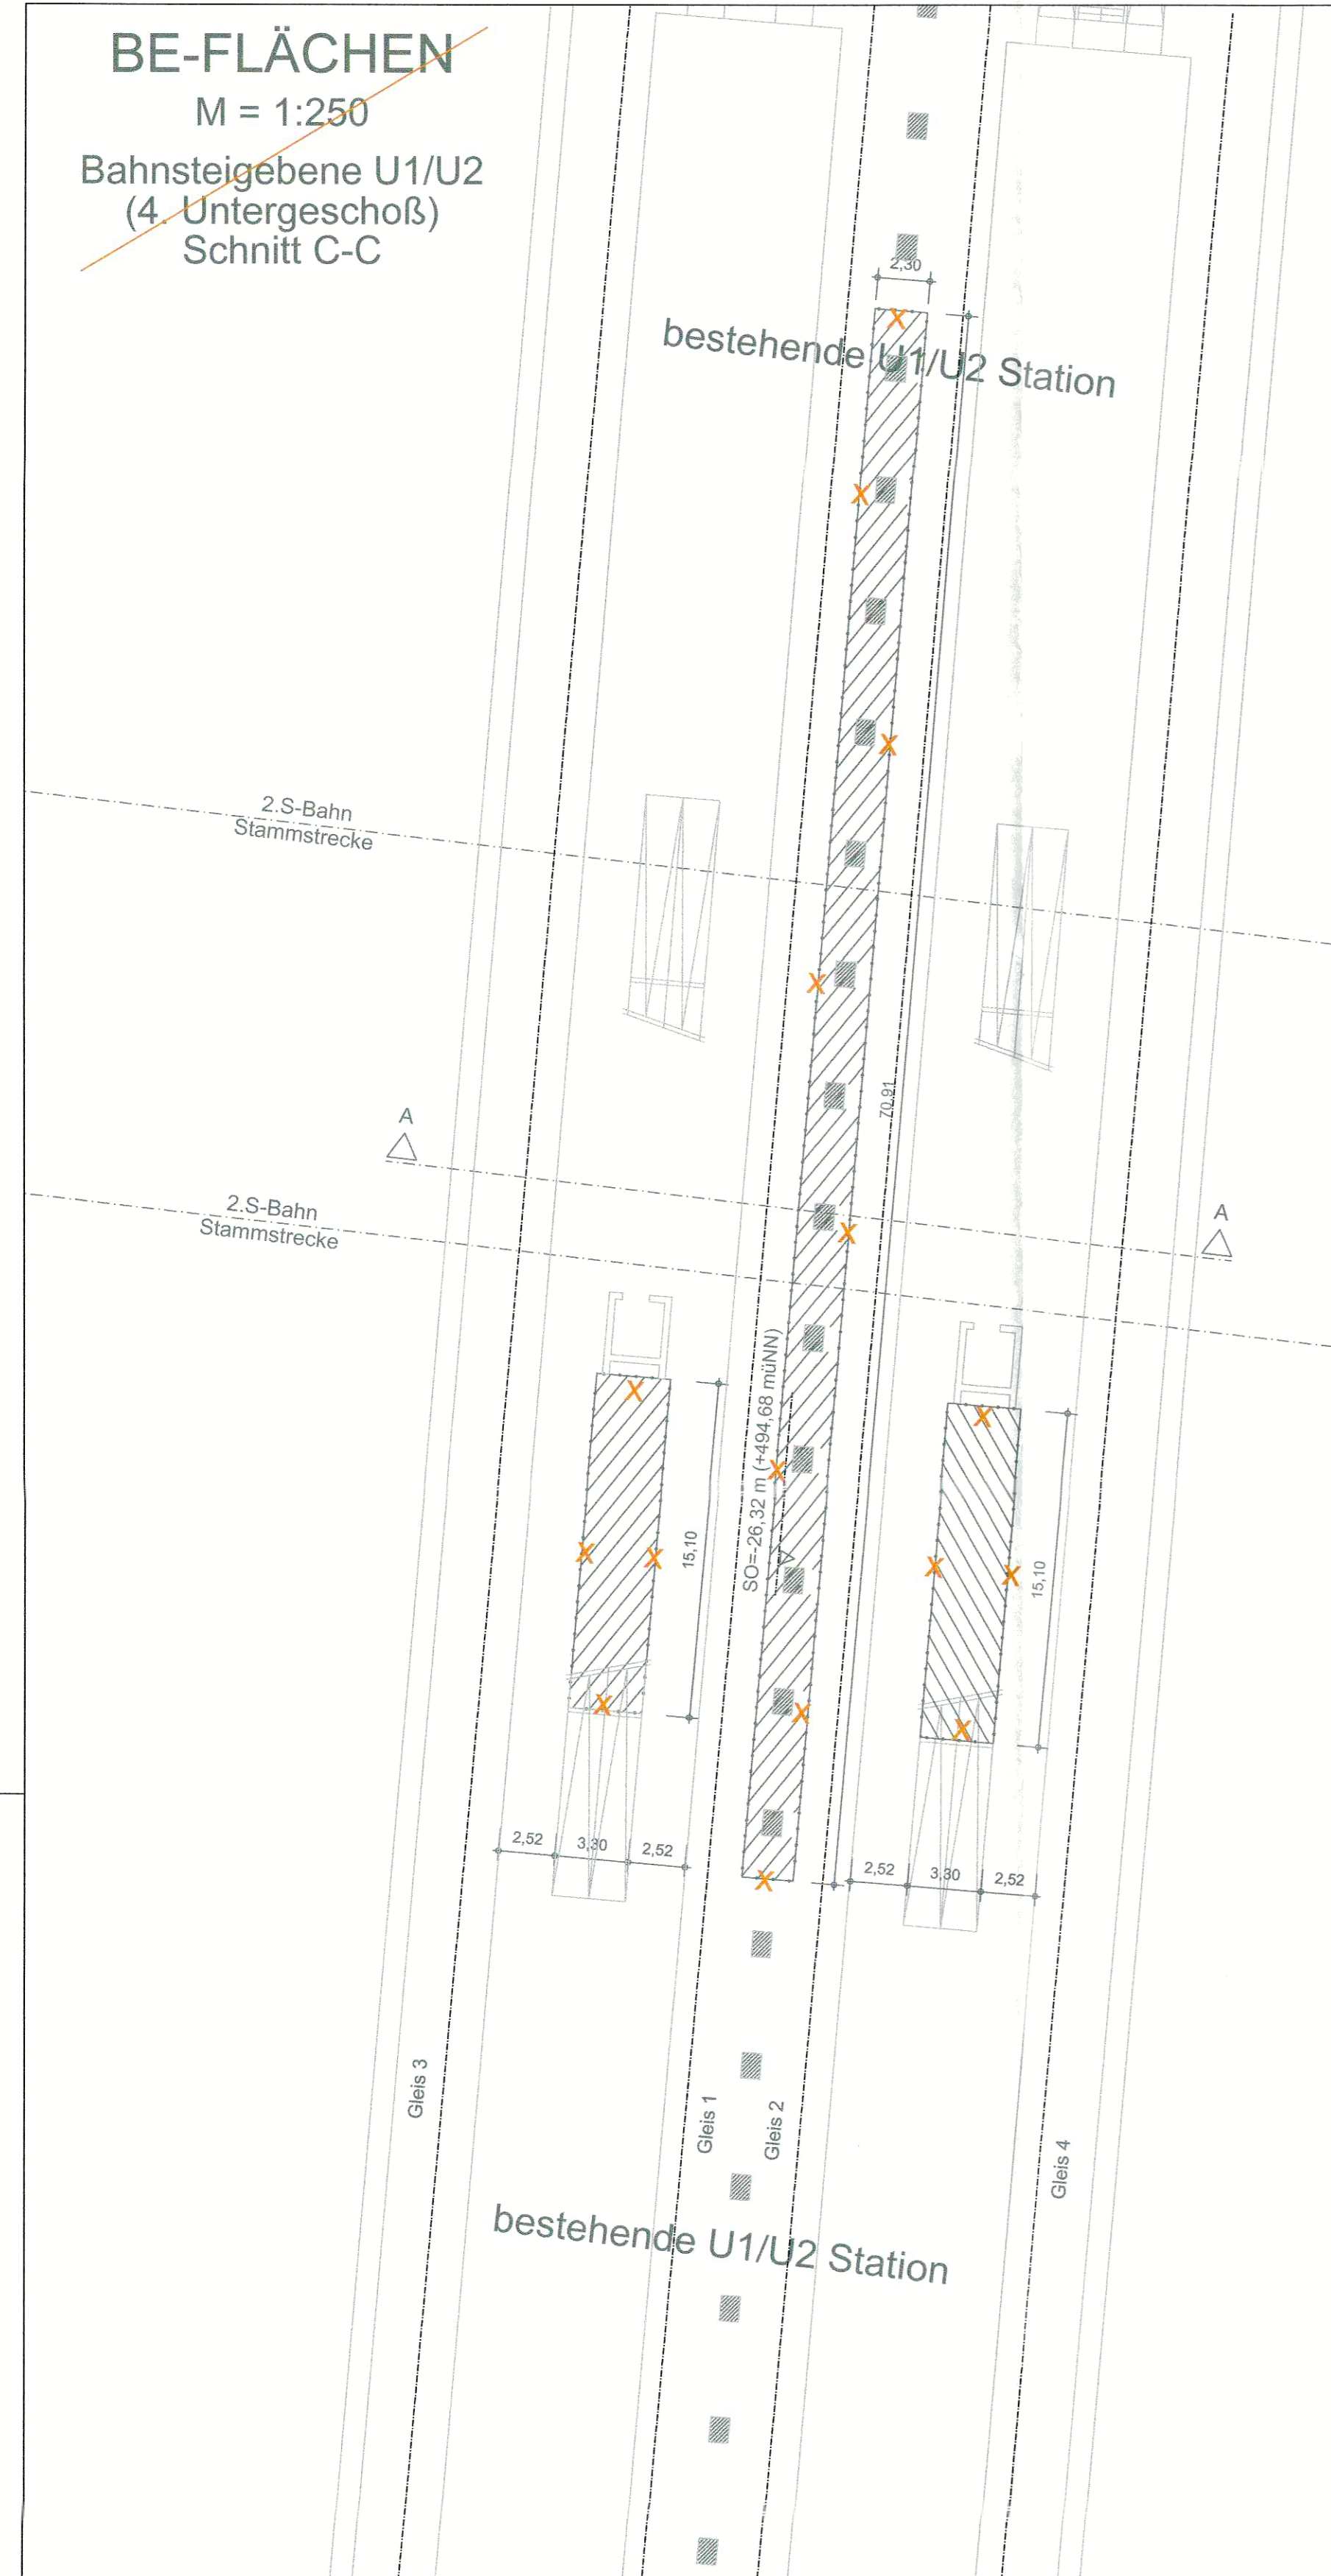 BE-FLÄCHEN
M = 1:250
Bahnsteigebene U1/U2
(4. Untergeschoß)
Schnitt C-C
2,30
bestehende U1/U2 Station
2.S-Bahn
Stammstrecke
70,91
A
2.S-Bahn
Stammstrecke
A
SO=-26,32 m (+494,68 müNN)
15,10
15,10
2,52
3,30
2,52
2,52
3,30
2,52
Gleis 3
Gleis 1
Gleis 2
Gleis 4
bestehende U1/U2 Station